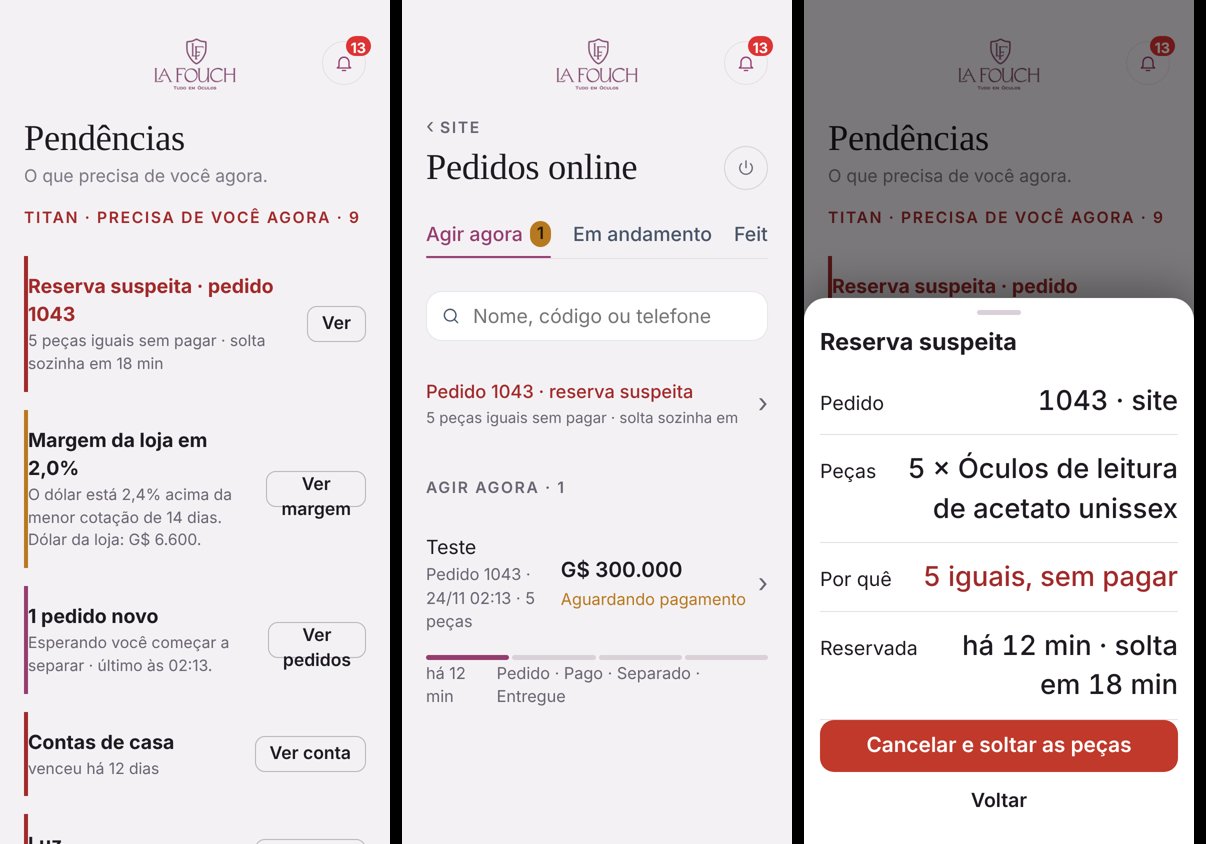 LF
LA FOUCH
TUDO EM ÓCULOS
13
Pendências
O que precisa de você agora.
TITAN · PRECISA DE VOCÊ AGORA · 9
Reserva suspeita · pedido
1043
5 peças iguais sem pagar · solta
sozinha em 18 min
Ver
Margem da loja em
2,0%
O dólar está 2,4% acima da
menor cotação de 14 dias.
Dólar da loja: G$ 6.600.
Ver
margem
1 pedido novo
Esperando você começar a
separar · último às 02:13.
Ver
pedidos
Contas de casa
venceu há 12 dias
Ver conta
Luz
LF
LA FOUCH
TUDO EM ÓCULOS
13
‹ SITE
Pedidos online
Agir agora 1
Em andamento
Feit
Nome, código ou telefone
Pedido 1043 · reserva suspeita
5 peças iguais sem pagar · solta sozinha em
AGIR AGORA · 1
Teste
Pedido 1043 ·
24/11 02:13 · 5
peças
G$ 300.000
Aguardando pagamento
há 12
min
Pedido · Pago · Separado ·
Entregue
LF
LA FOUCH
TUDO EM ÓCULOS
13
Pendências
O que precisa de você agora.
TITAN · PRECISA DE VOCÊ AGORA · 9
Reserva suspeita · pedido
Reserva suspeita
Pedido
1043 · site
Peças
5 × Óculos de leitura
de acetato unissex
Por quê
5 iguais, sem pagar
Reservada
há 12 min · solta
em 18 min
Cancelar e soltar as peças
Voltar